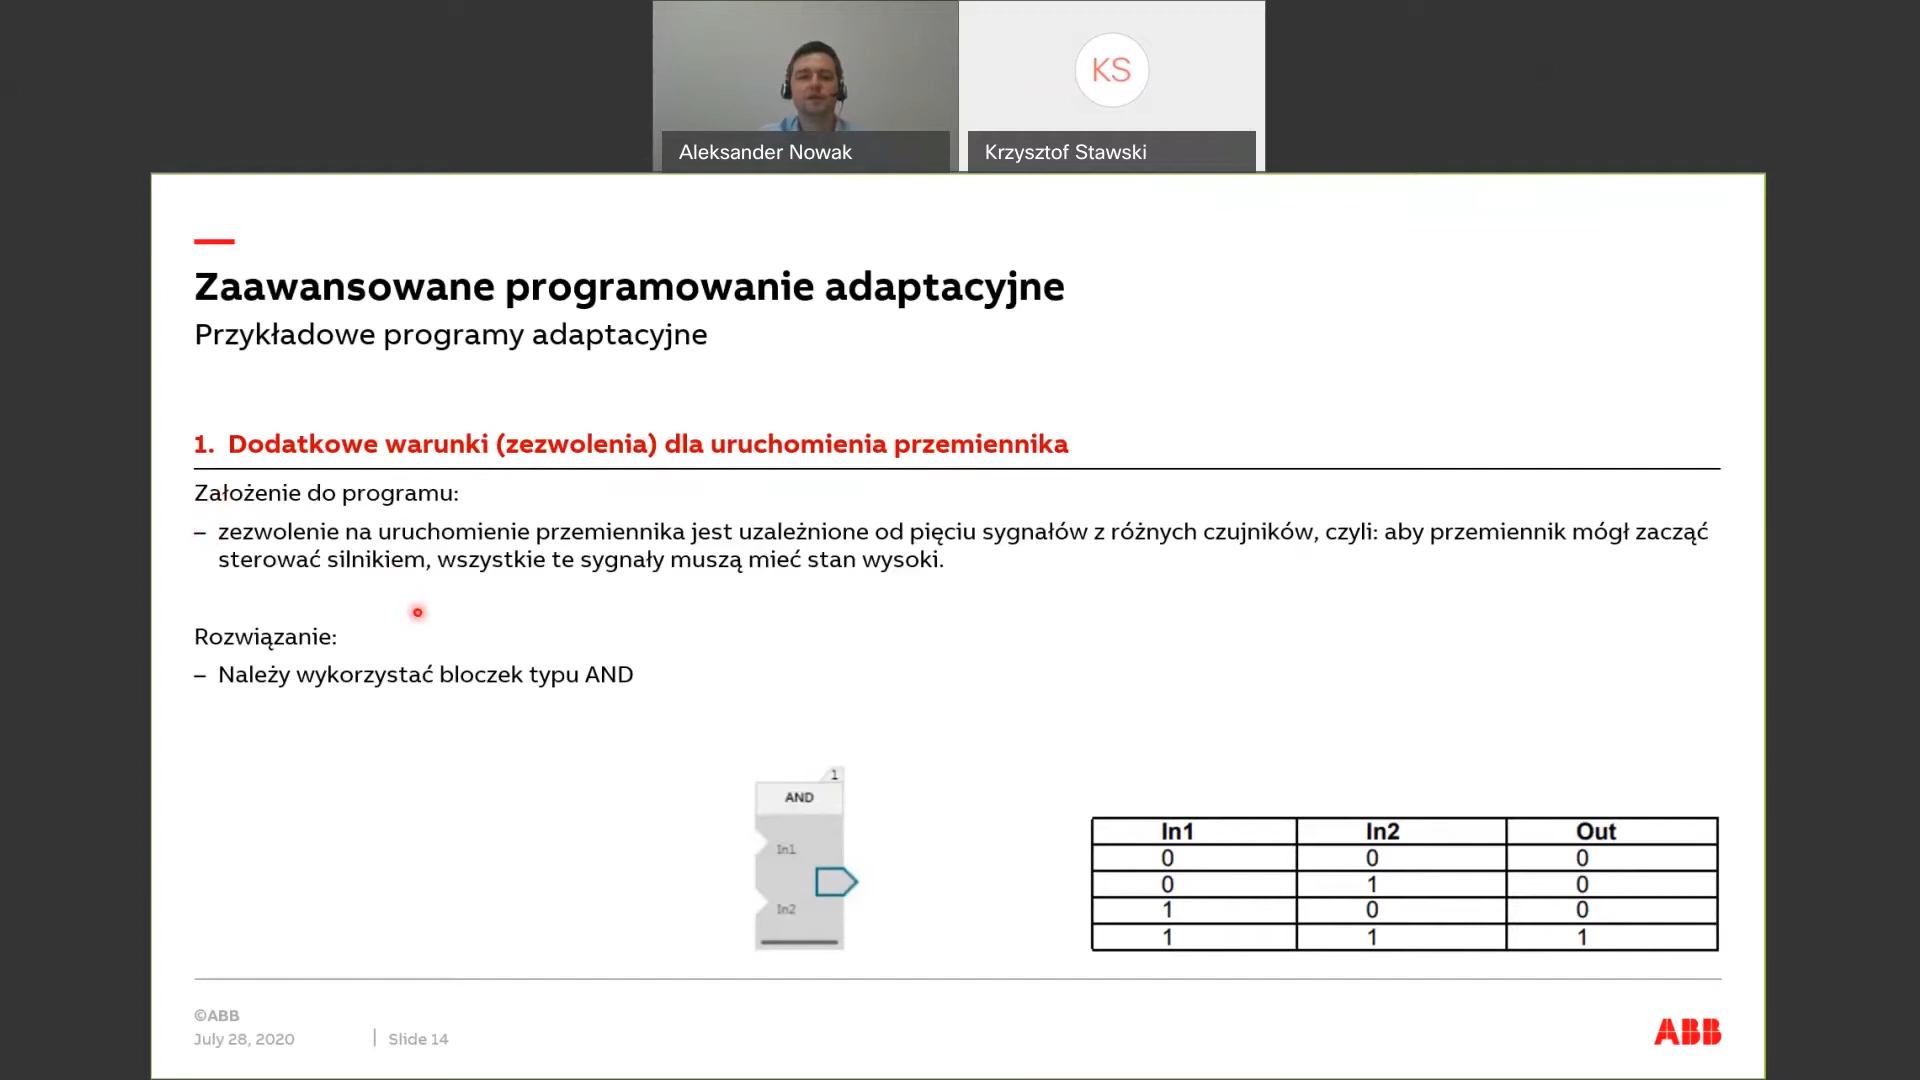 KS
Aleksander Nowak
Krzysztof Stawski
Zaawansowane programowanie adaptacyjne
Przykładowe programy adaptacyjne
1. Dodatkowe warunki (zezwolenia) dla uruchomienia przemiennika
Założenie do programu:
– zezwolenie na uruchomienie przemiennika jest uzależnione od pięciu sygnałów z różnych czujników, czyli: aby przemiennik mógł zacząć
sterować silnikiem, wszystkie te sygnały muszą mieć stan wysoki.
Rozwiązanie:
– Należy wykorzystać bloczek typu AND
1
AND
In1
In2
In1 In2 Out
0 0 0
0 1 0
1 0 0
1 1 1
©ABB
July 28, 2020 | Slide 14
ABB